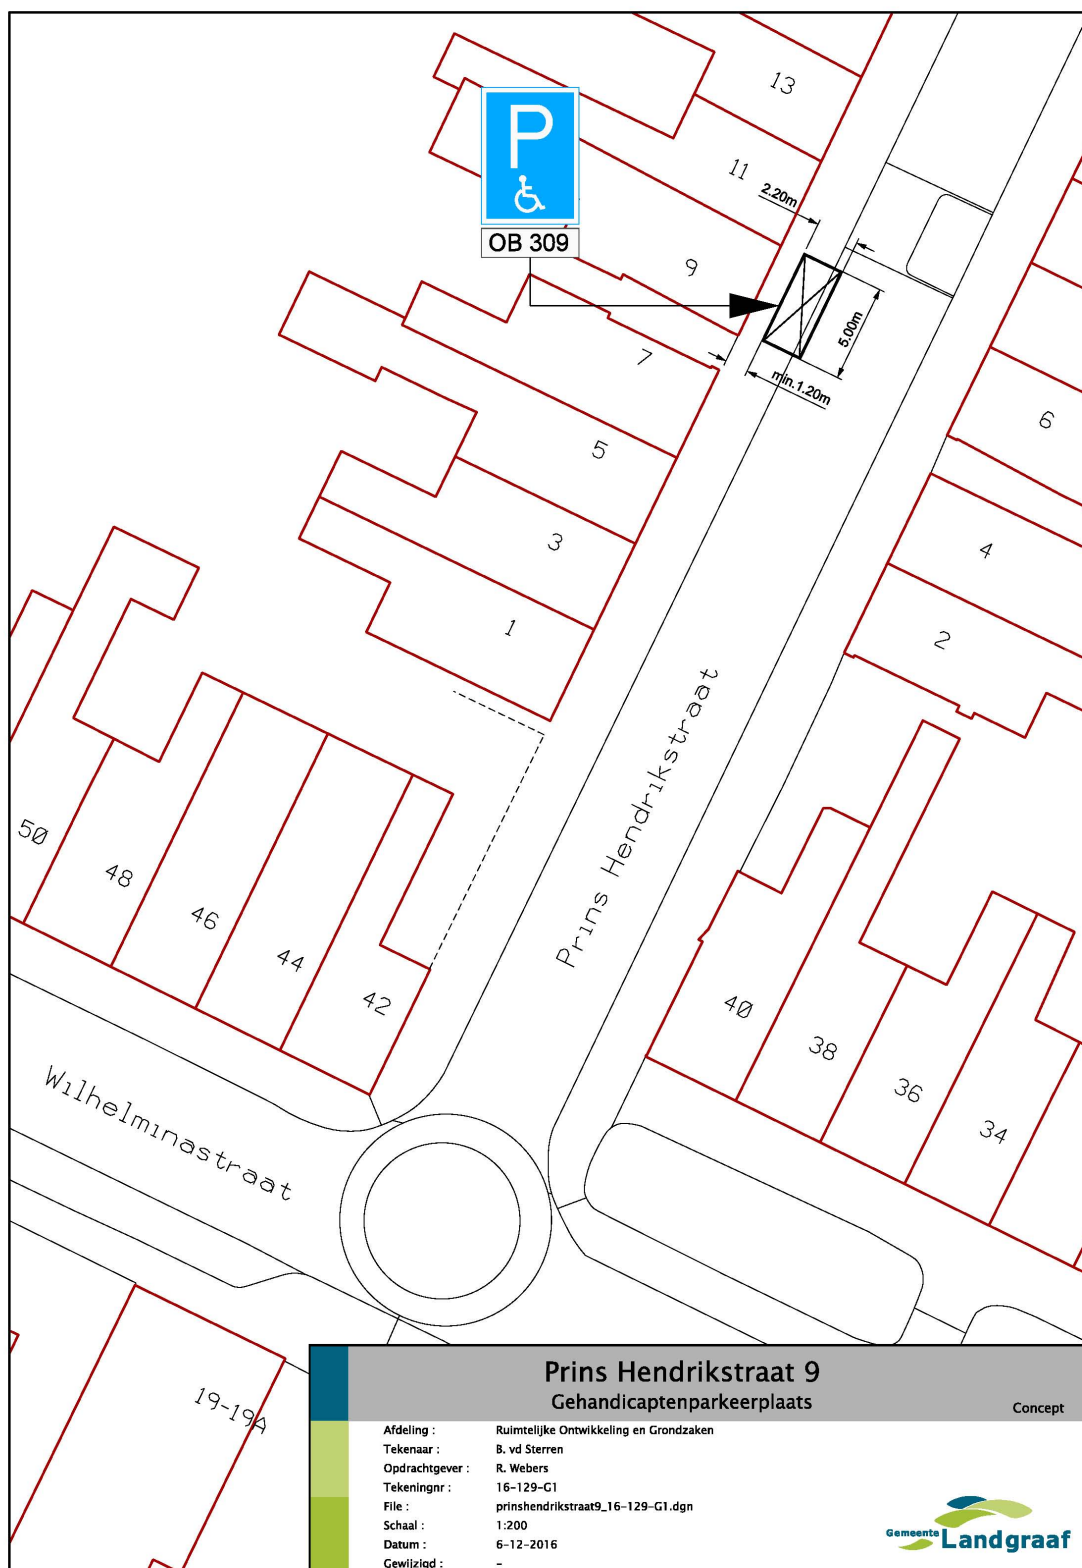 13
P
11
2.20m
OB 309
9
5.00m
7
min.1.20m
6
5
3
4
1
2
Prins Hendrikstraat
50
48
46
44
42
40
38
36
34
Wilhelminastraat
19-19A
Prins Hendrikstraat 9
Gehandicaptenparkeerplaats
Concept
Afdeling : Ruimtelijke Ontwikkeling en Grondzaken
Tekenaar : B. vd Sterren
Opdrachtgever : R. Webers
Tekeningnr : 16-129-G1
File : prinshendrikstraat9_16-129-G1.dgn
Schaal : 1:200
Datum : 6-12-2016
Gewijzigd : -
Gemeente Landgraaf